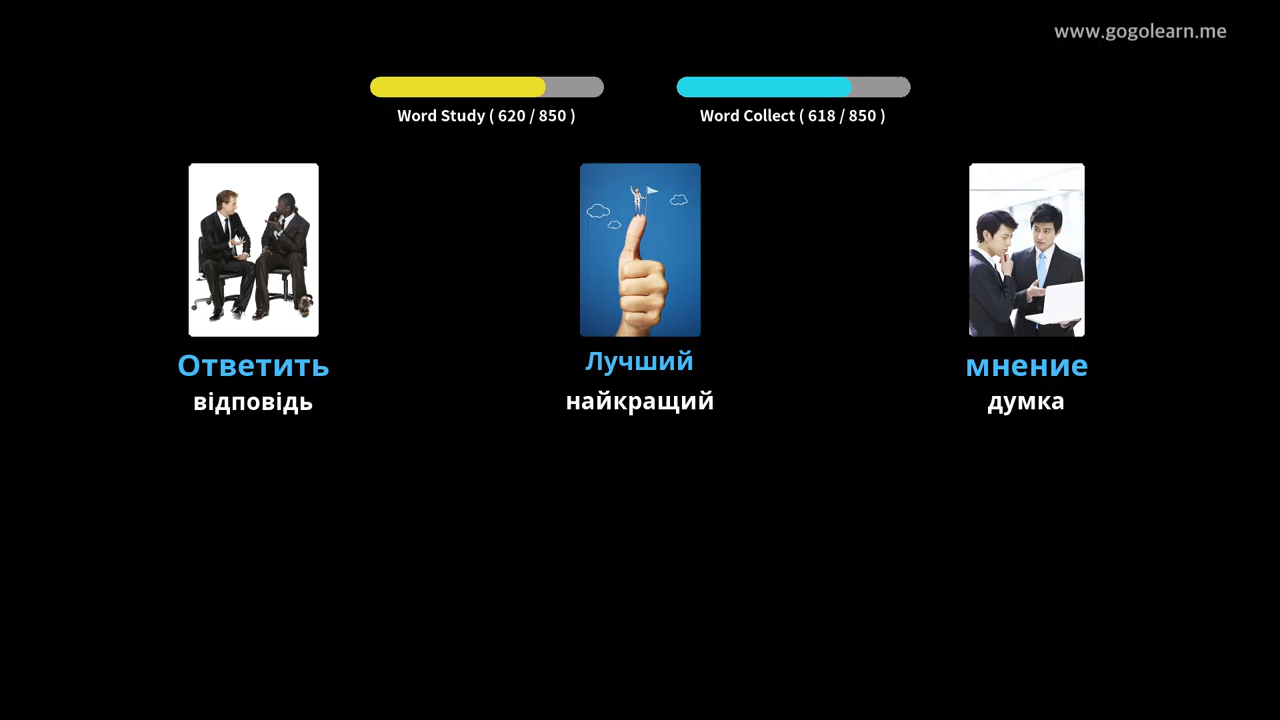 www.gogolearn.me
Word Study ( 620 / 850 )
Word Collect ( 618 / 850 )
Ответить
відповідь
Лучший
найкращий
мнение
думка